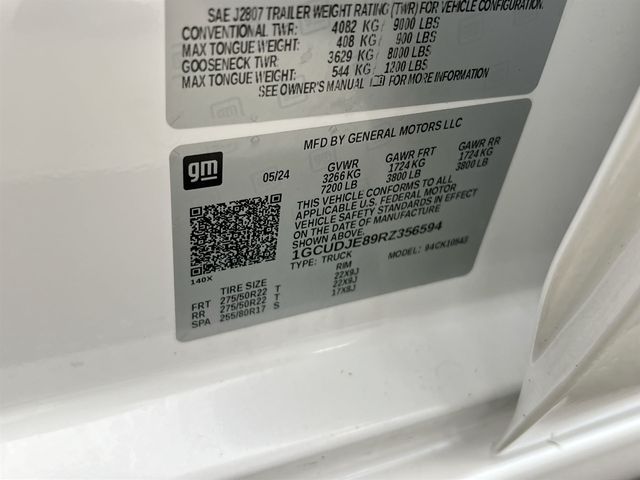 SAE J2807 TRAILER WEIGHT RATING (TWR) FOR VEHICLE CONFIGURATION.
CONVENTIONAL TWR: 4082 KG / 9000 LBS
MAX TONGUE WEIGHT: 408 KG / 900 LBS
GOOSENECK TWR: 3629 KG / 8000 LBS
MAX TONGUE WEIGHT: 544 KG / 1200 LBS
SEE OWNER'S MANUAL FOR MORE INFORMATION
MFD BY GENERAL MOTORS LLC
gm
05/24 GVWR GAWR FRT GAWR RR
3266 KG 1724 KG 1724 KG
7200 LB 3800 LB 3800 LB
THIS VEHICLE CONFORMS TO ALL
APPLICABLE U.S. FEDERAL MOTOR
VEHICLE SAFETY STANDARDS IN EFFECT
ON THE DATE OF MANUFACTURE
SHOWN ABOVE.
1GCUDJE89RZ356594
TYPE: TRUCK MODEL: 94CK10543
140X
TIRE SIZE RIM
FRT 275/50R22 T 22X9J
RR 275/50R22 T 22X9J
SPA 255/80R17 S 17X8J